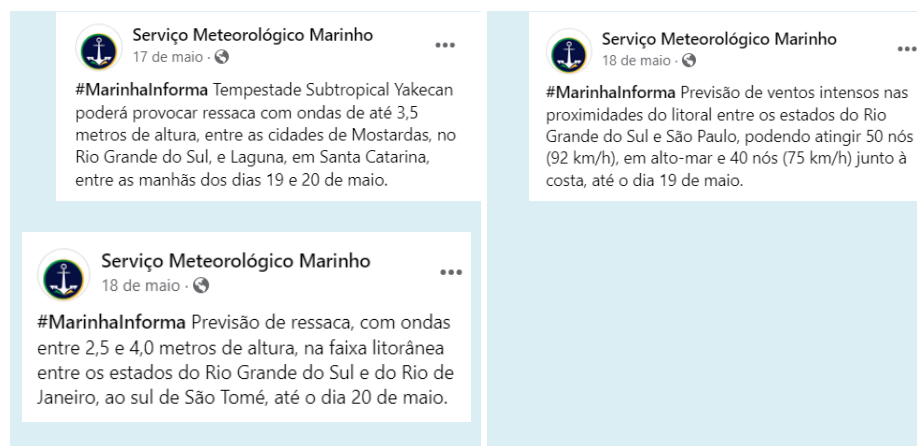 Serviço Meteorológico Marinho
17 de maio ·
#MarinhaInforma Tempestade Subtropical Yakecan
poderá provocar ressaca com ondas de até 3,5
metros de altura, entre as cidades de Mostardas, no
Rio Grande do Sul, e Laguna, em Santa Catarina,
entre as manhãs dos dias 19 e 20 de maio.
Serviço Meteorológico Marinho
18 de maio ·
#MarinhaInforma Previsão de ressaca, com ondas
entre 2,5 e 4,0 metros de altura, na faixa litorânea
entre os estados do Rio Grande do Sul e do Rio de
Janeiro, ao sul de São Tomé, até o dia 20 de maio.
Serviço Meteorológico Marinho
18 de maio ·
#MarinhaInforma Previsão de ventos intensos nas
proximidades do litoral entre os estados do Rio
Grande do Sul e São Paulo, podendo atingir 50 nós
(92 km/h), em alto-mar e 40 nós (75 km/h) junto à
costa, até o dia 19 de maio.